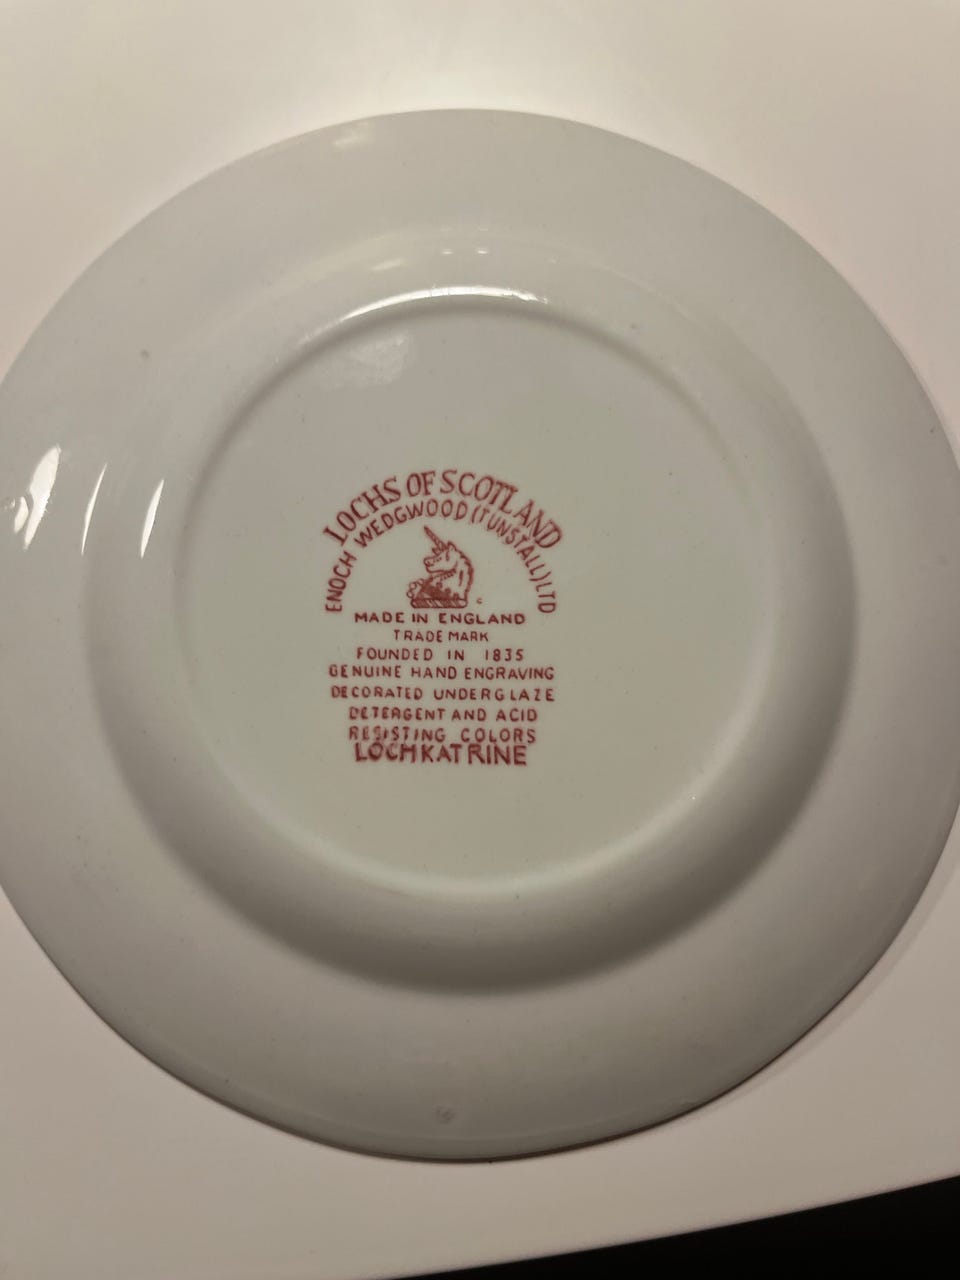 LOCHS OF SCOTLAND
ENOCH WEDGWOOD (TUNSTALL) LTD
MADE IN ENGLAND
TRADE MARK
FOUNDED IN 1835
GENUINE HAND ENGRAVING
DECORATED UNDERGLAZE
DETERGENT AND ACID
RESISTING COLORS
LOCH KATRINE